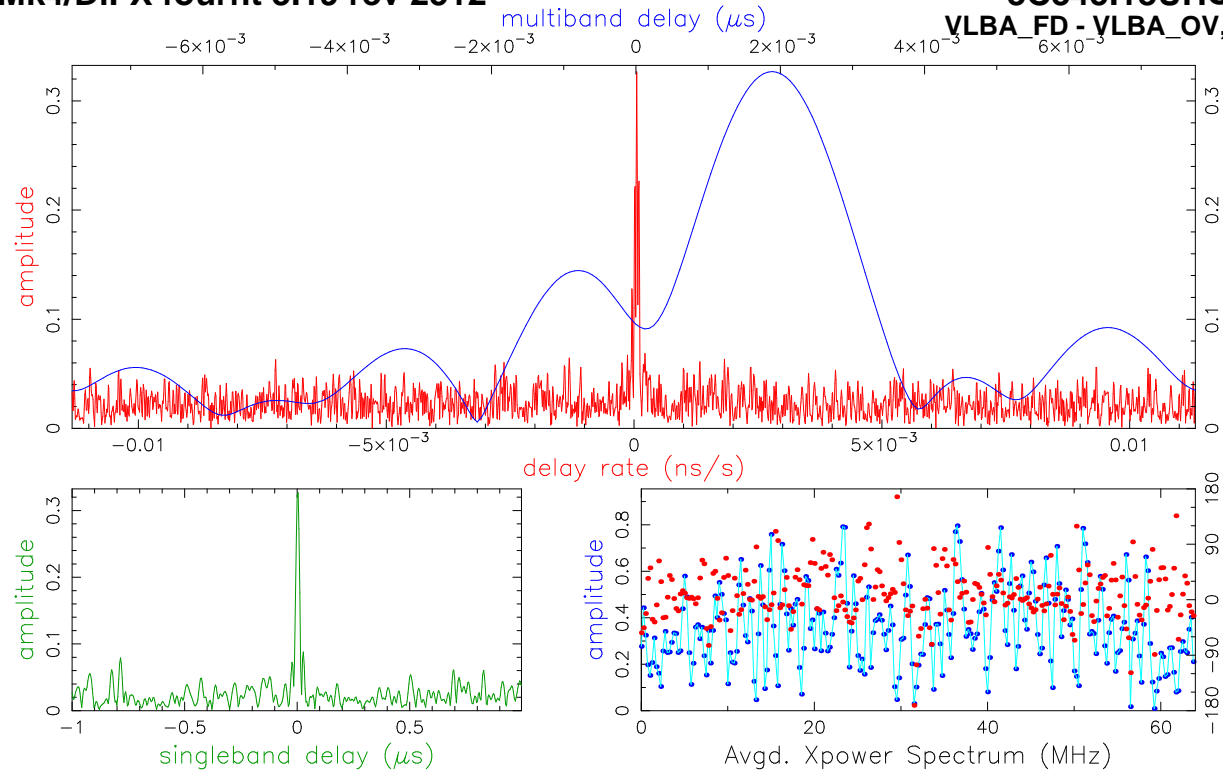 multiband delay (μs)
VLBA_FD - VLBA_OV,
−6×10⁻³ −4×10⁻³ −2×10⁻³ 0 2×10⁻³ 4×10⁻³ 6×10⁻³
amplitude
0 0.1 0.2 0.3
0 0.1 0.2 0.3
−0.01 −5×10⁻³ 0 5×10⁻³ 0.01
delay rate (ns/s)
amplitude
0 0.1 0.2 0.3
−1 −0.5 0 0.5
singleband delay (μs)
amplitude
0 0.2 0.4 0.6 0.8
−180 −90 0 90 180
0 20 40 60
Avgd. Xpower Spectrum (MHz)